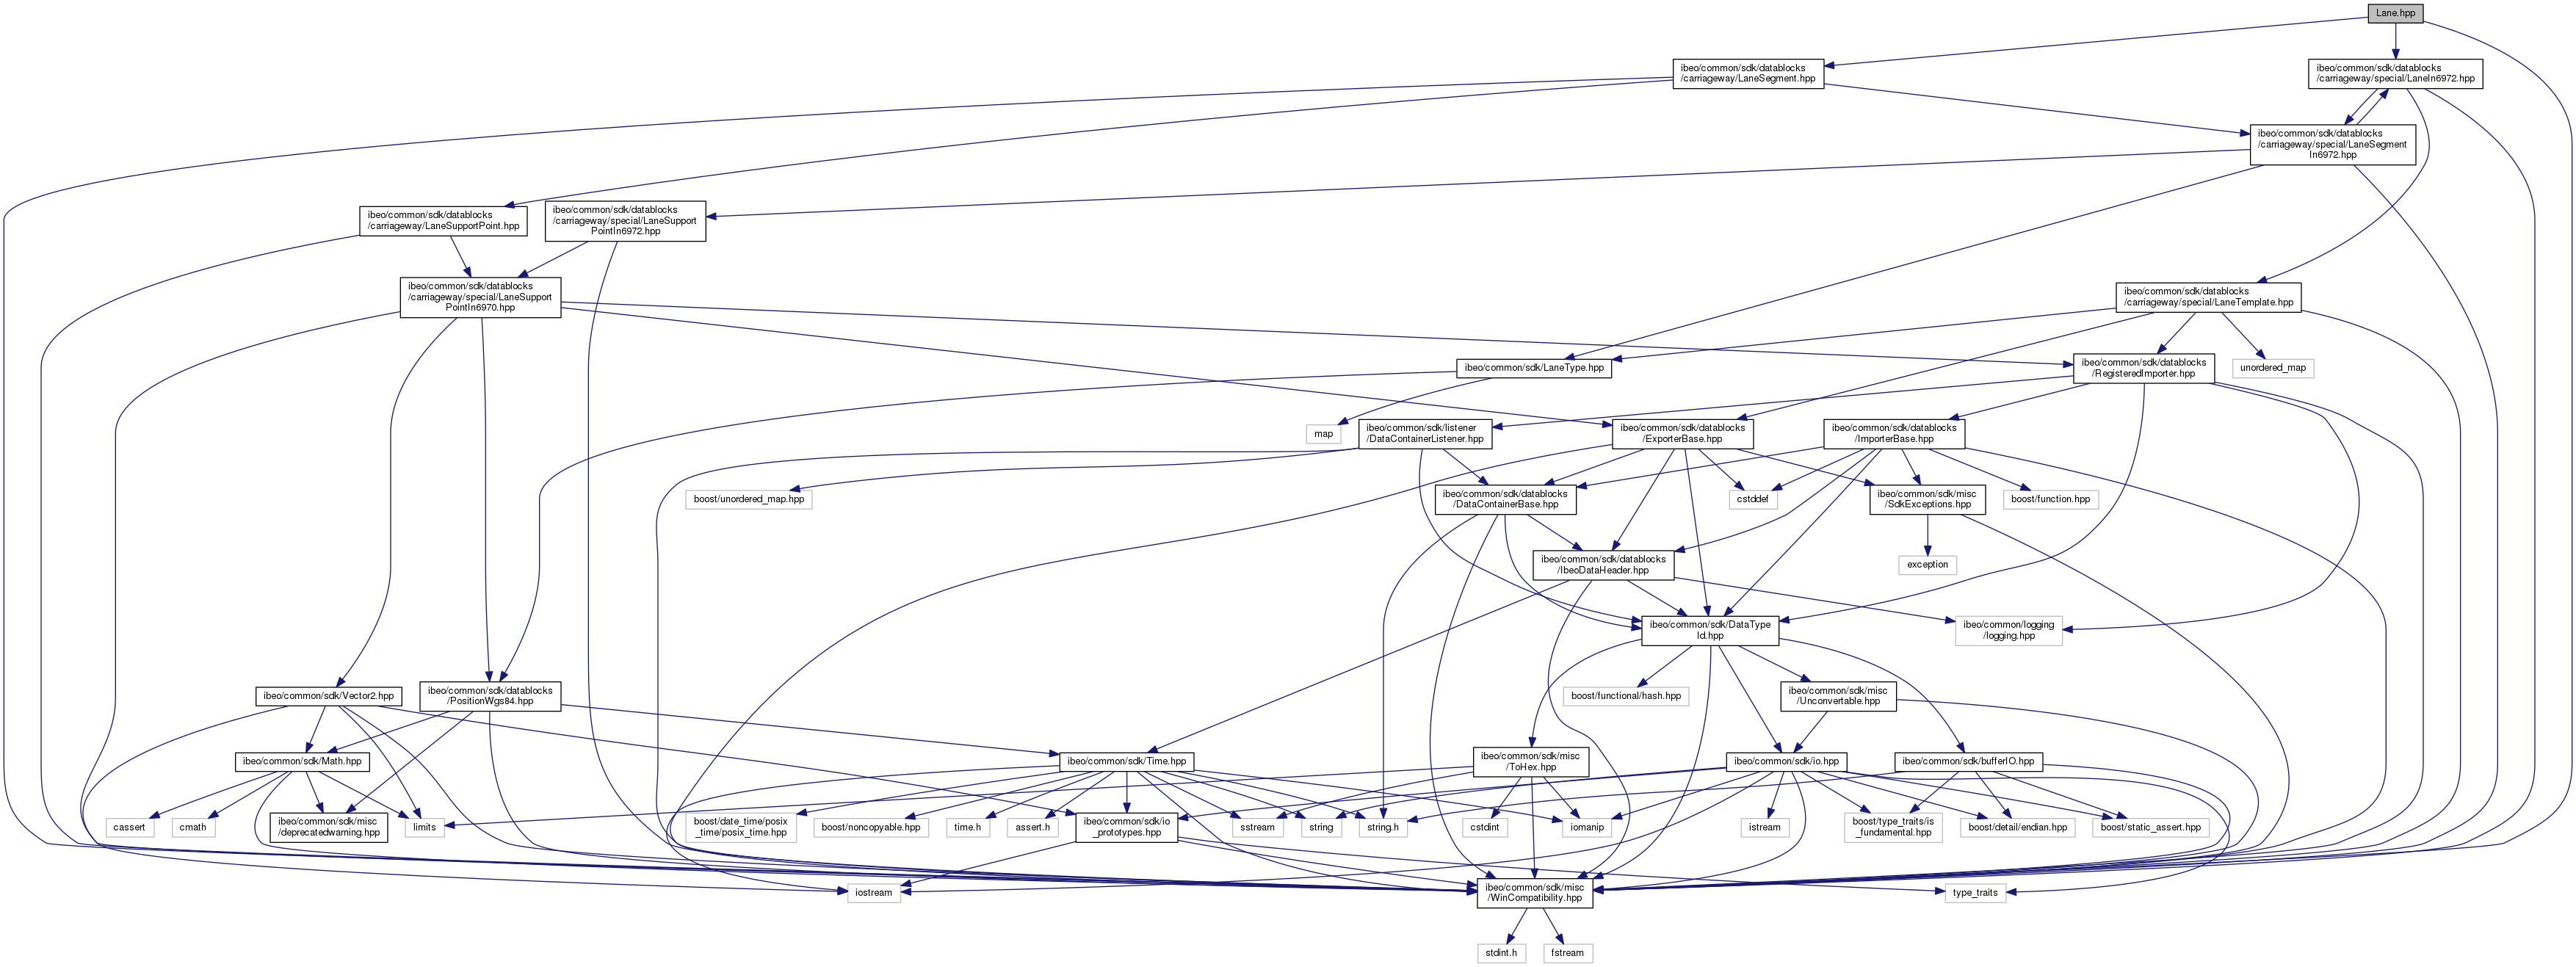 Lane.hpp
ibeo/common/sdk/datablocks
/carriageway/LaneSegment.hpp
ibeo/common/sdk/datablocks
/carriageway/special/LaneIn6972.hpp
ibeo/common/sdk/datablocks
/carriageway/special/LaneSegment
In6972.hpp
ibeo/common/sdk/datablocks
/carriageway/LaneSupportPoint.hpp
ibeo/common/sdk/datablocks
/carriageway/special/LaneSupport
PointIn6972.hpp
ibeo/common/sdk/datablocks
/carriageway/special/LaneSupport
PointIn6970.hpp
ibeo/common/sdk/datablocks
/carriageway/special/LaneTemplate.hpp
ibeo/common/sdk/LaneType.hpp
ibeo/common/sdk/datablocks
/RegisteredImporter.hpp
unordered_map
map
ibeo/common/sdk/listener
/DataContainerListener.hpp
ibeo/common/sdk/datablocks
/ExporterBase.hpp
ibeo/common/sdk/datablocks
/ImporterBase.hpp
boost/unordered_map.hpp
ibeo/common/sdk/datablocks
/DataContainerBase.hpp
cstddef
ibeo/common/sdk/misc
/SdkExceptions.hpp
boost/function.hpp
ibeo/common/sdk/datablocks
/IbeoDataHeader.hpp
exception
ibeo/common/sdk/DataType
Id.hpp
ibeo/common/logging
/logging.hpp
ibeo/common/sdk/Vector2.hpp
ibeo/common/sdk/datablocks
/PositionWgs84.hpp
boost/functional/hash.hpp
ibeo/common/sdk/misc
/Unconvertable.hpp
ibeo/common/sdk/Math.hpp
ibeo/common/sdk/Time.hpp
ibeo/common/sdk/misc
/ToHex.hpp
ibeo/common/sdk/io.hpp
ibeo/common/sdk/bufferIO.hpp
cassert
cmath
ibeo/common/sdk/misc
/deprecatedwarning.hpp
limits
boost/date_time/posix
_time/posix_time.hpp
boost/noncopyable.hpp
time.h
assert.h
ibeo/common/sdk/io
_prototypes.hpp
sstream
string
string.h
cstdint
iomanip
istream
boost/type_traits/is
_fundamental.hpp
boost/detail/endian.hpp
boost/static_assert.hpp
iostream
ibeo/common/sdk/misc
/WinCompatibility.hpp
type_traits
stdint.h
fstream